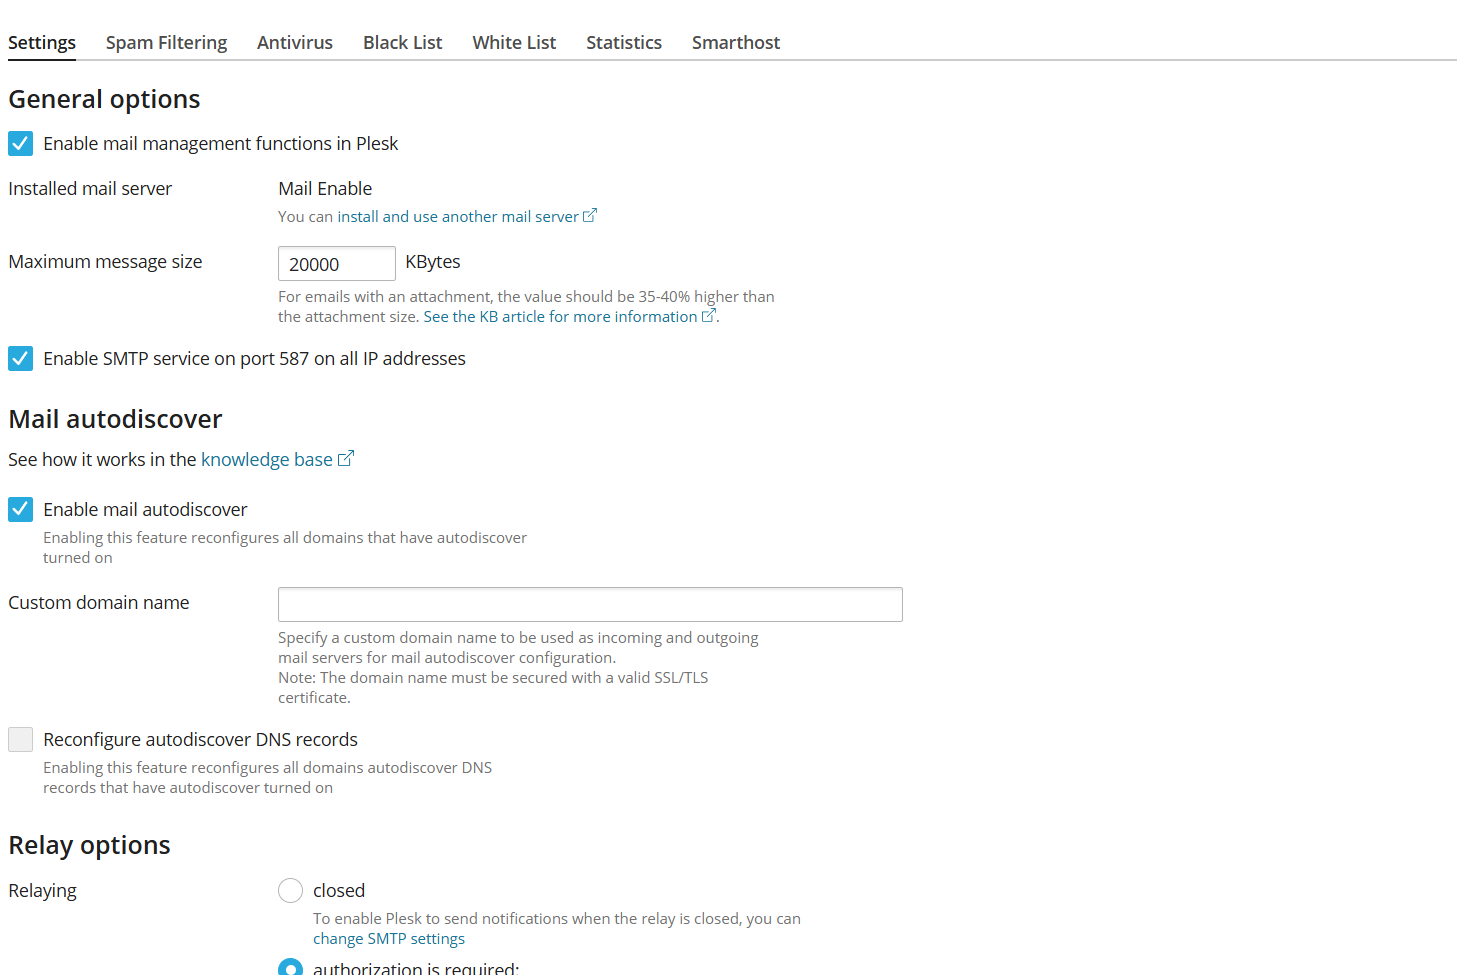 Settings Spam Filtering Antivirus Black List White List Statistics Smarthost
General options
Enable mail management functions in Plesk
Installed mail server Mail Enable
You can install and use another mail server
Maximum message size 20000 KBytes
For emails with an attachment, the value should be 35-40% higher than
the attachment size. See the KB article for more information.
Enable SMTP service on port 587 on all IP addresses
Mail autodiscover
See how it works in the knowledge base
Enable mail autodiscover
Enabling this feature reconfigures all domains that have autodiscover
turned on
Custom domain name
Specify a custom domain name to be used as incoming and outgoing
mail servers for mail autodiscover configuration.
Note: The domain name must be secured with a valid SSL/TLS
certificate.
Reconfigure autodiscover DNS records
Enabling this feature reconfigures all domains autodiscover DNS
records that have autodiscover turned on
Relay options
Relaying closed
To enable Plesk to send notifications when the relay is closed, you can
change SMTP settings
authorization is required: